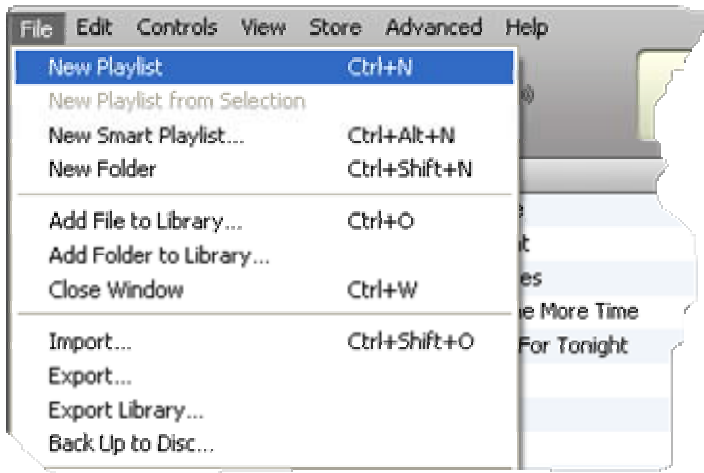 File Edit Controls View Store Advanced Help
New Playlist Ctrl+N
New Playlist from Selection
New Smart Playlist... Ctrl+Alt+N
New Folder Ctrl+Shift+N
Add File to Library... Ctrl+O
Add Folder to Library...
Close Window Ctrl+W
More Time
Import... Ctrl+Shift+O
For Tonight
Export...
Export Library...
Back Up to Disc...